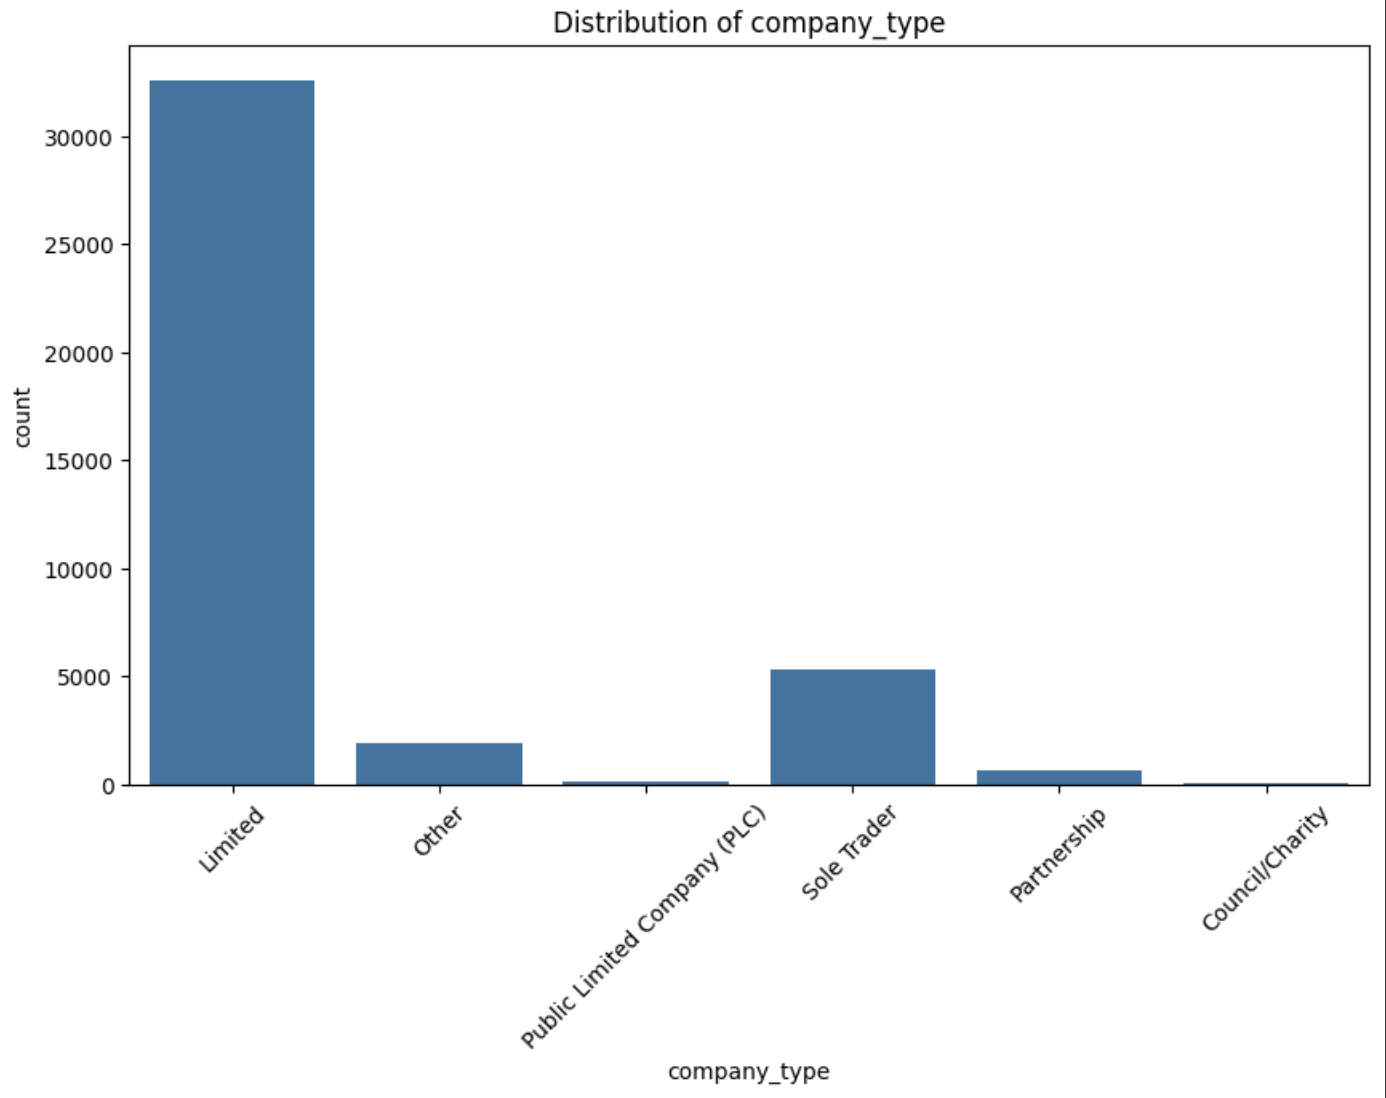 Distribution of company_type
30000
25000
20000
15000
10000
5000
0
count
Limited
Other
Public Limited Company (PLC)
Sole Trader
Partnership
Council/Charity
company_type